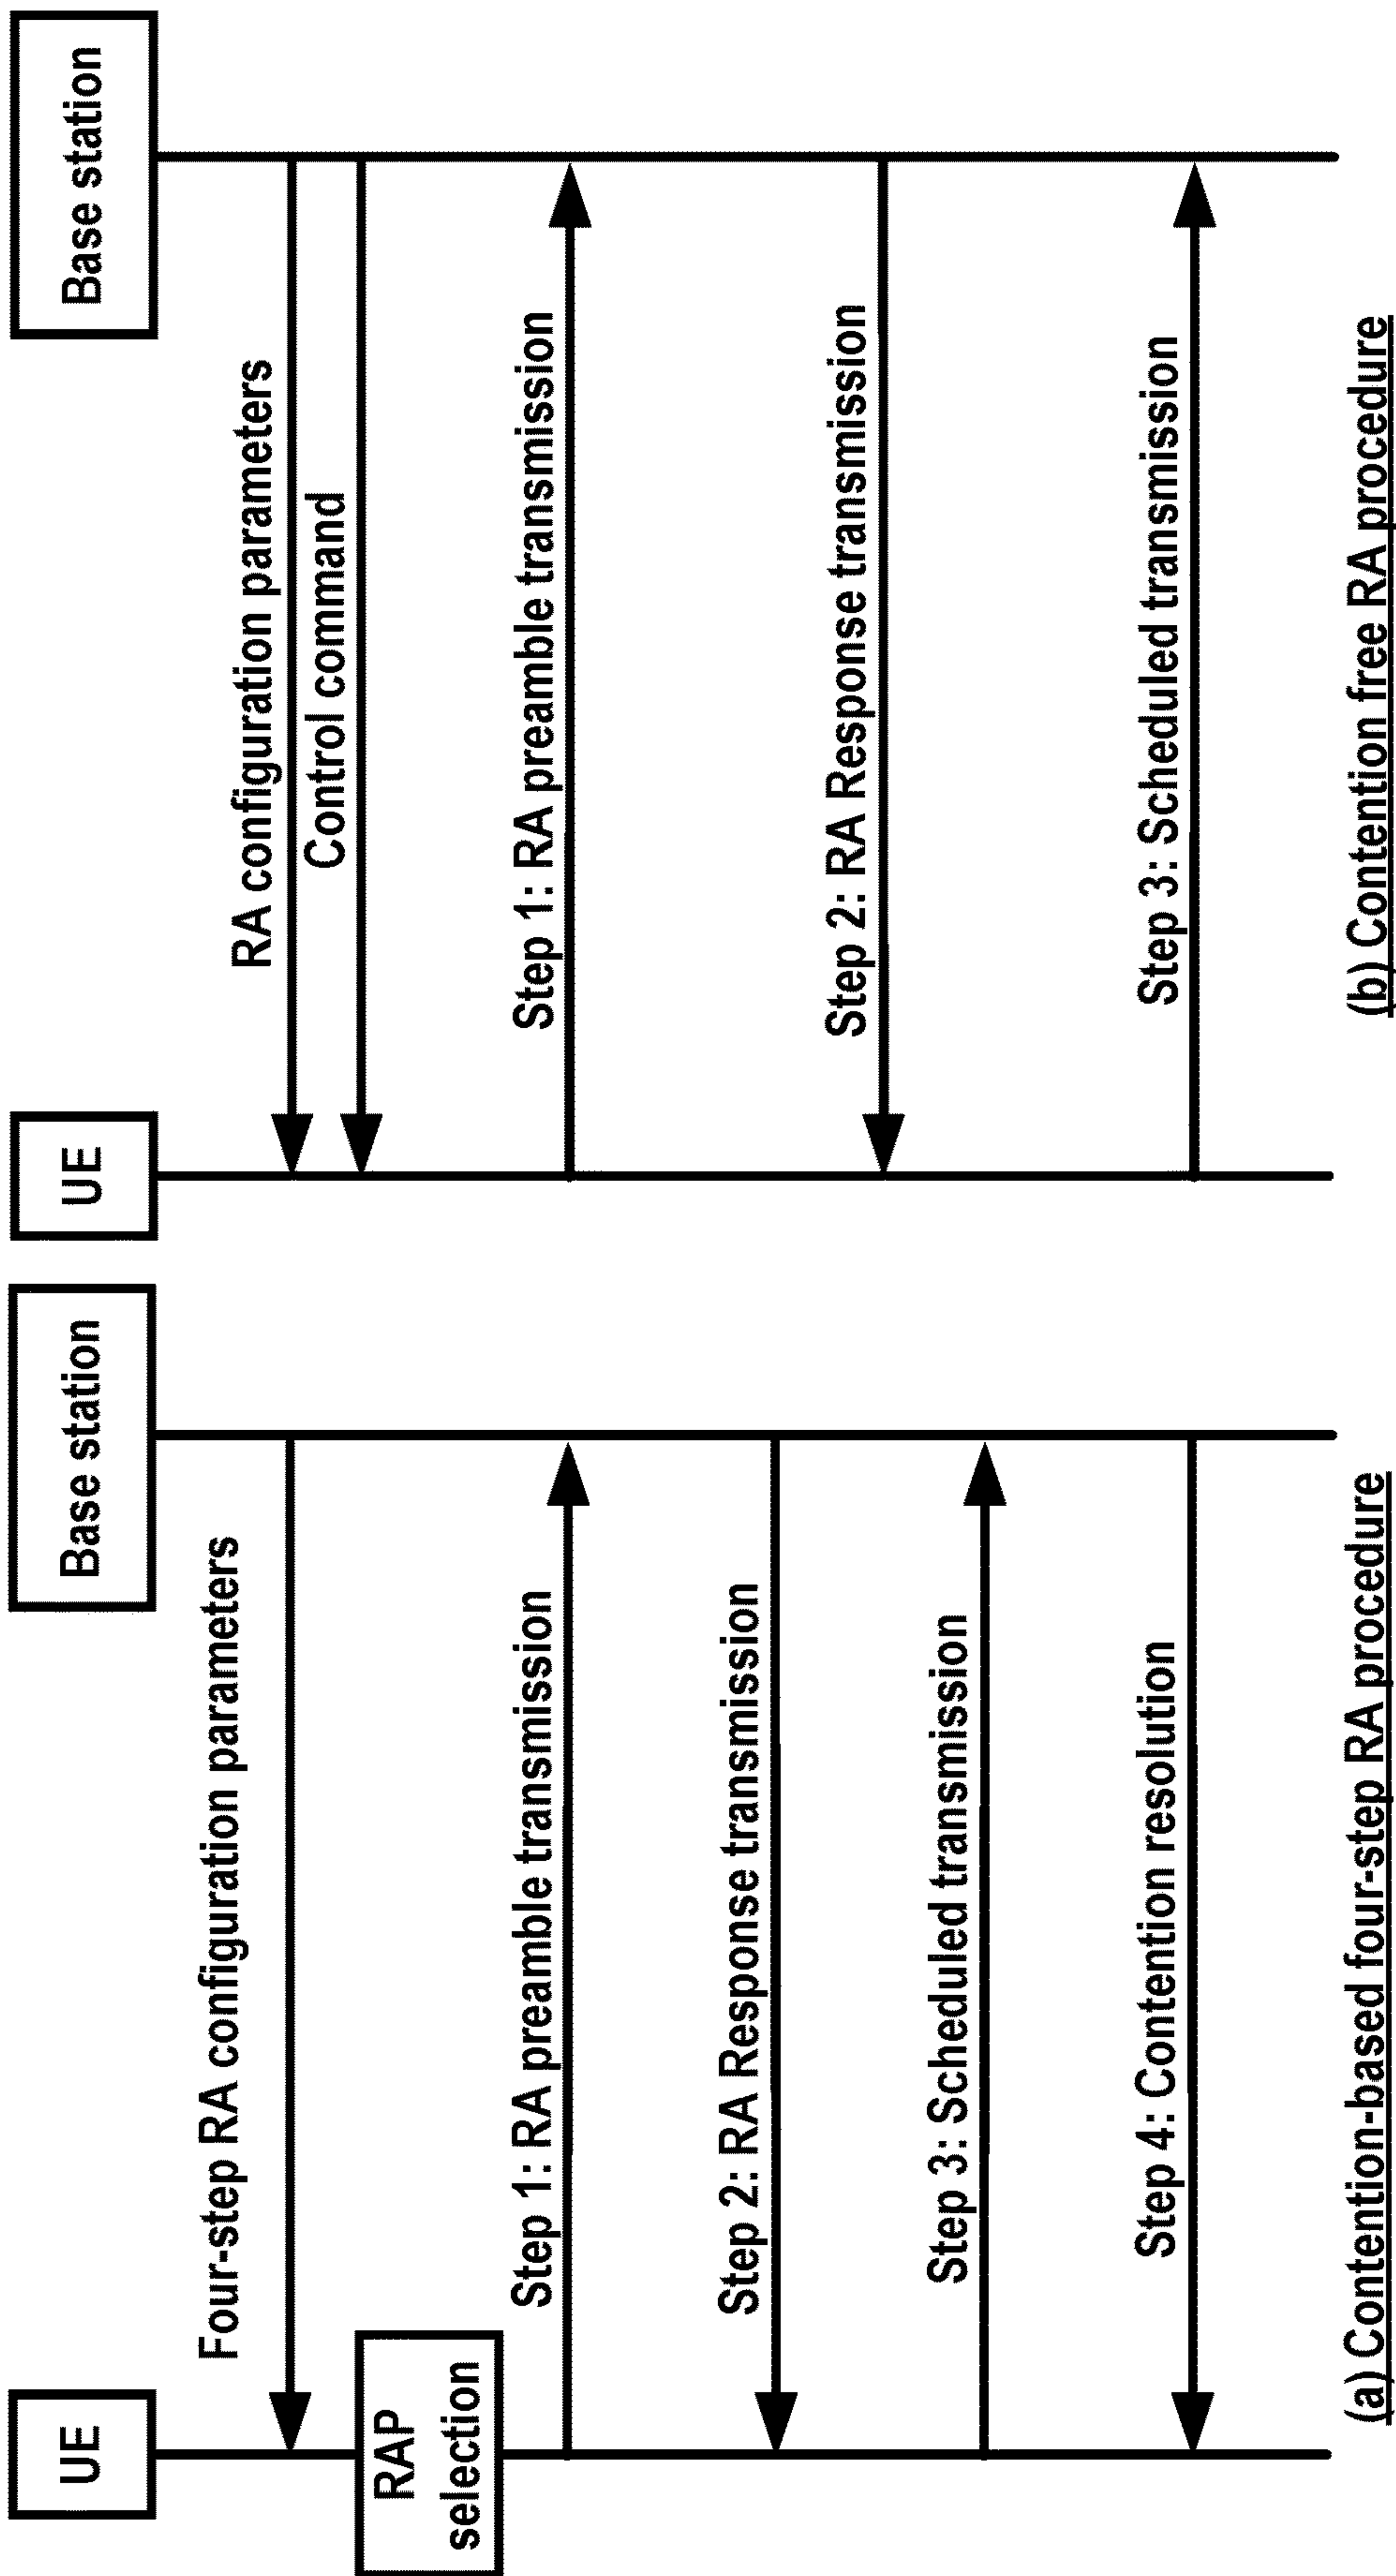 UE
Base station
Four-step RA configuration parameters
RAP
selection
Step 1: RA preamble transmission
Step 2: RA Response transmission
Step 3: Scheduled transmission
Step 4: Contention resolution
(a) Contention-based four-step RA procedure
UE
Base station
RA configuration parameters
Control command
Step 1: RA preamble transmission
Step 2: RA Response transmission
Step 3: Scheduled transmission
(b) Contention free RA procedure